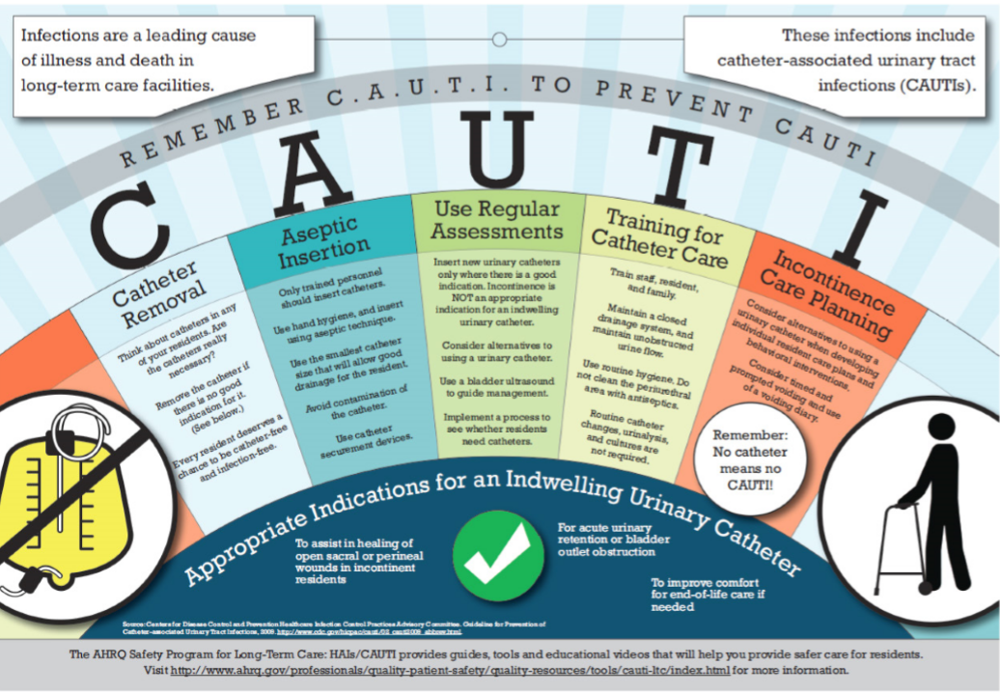 Infections are a leading cause
of illness and death in
long-term care facilities.
These infections include
catheter-associated urinary tract
infections (CAUTIs).
REMEMBER C.A.U.T.I. TO PREVENT CAUTI
C A U T I
Catheter
Removal
Think about catheters in any
of your residents. Are
the catheters really
necessary?
Remove the catheter if
there is no good
indication for it.
(See below.)
Every resident deserves a
chance to be catheter-free
and infection-free.
Aseptic
Insertion
Only trained personnel
should insert catheters.
Use hand hygiene, and insert
using aseptic technique.
Use the smallest catheter
size that will allow good
drainage for the resident.
Avoid contamination of
the catheter.
Use catheter
securement devices.
Use Regular
Assessments
Insert new urinary catheters
only where there is a good
indication. Incontinence is
NOT an appropriate
indication for an indwelling
urinary catheter.
Consider alternatives to
using a urinary catheter.
Use a bladder ultrasound
to guide management.
Implement a process to
see whether residents
need catheters.
Training for
Catheter Care
Train staff, resident,
and family.
Maintain a closed
drainage system, and
maintain unobstructed
urine flow.
Use routine hygiene. Do
not clean the periurethral
area with antiseptics.
Routine catheter
changes, urinalysis,
and cultures are
not required.
Incontinence
Care Planning
Consider alternatives to using a
urinary catheter when developing
individual resident care plans and
behavioral interventions.
Consider timed and
prompted voiding and use
of a voiding diary.
Remember:
No catheter
means no
CAUTI!
Appropriate Indications for an Indwelling Urinary Catheter
To assist in healing of
open sacral or perineal
wounds in incontinent
residents
For acute urinary
retention or bladder
outlet obstruction
To improve comfort
for end-of-life care if
needed
Source: Centers for Disease Control and Prevention Healthcare Infection Control Practices Advisory Committee. Guideline for Prevention of
Catheter-associated Urinary Tract Infections, 2009. http://www.cdc.gov/hicpac/cauti/02_cauti2009_abbrev.html.
The AHRQ Safety Program for Long-Term Care: HAIs/CAUTI provides guides, tools and educational videos that will help you provide safer care for residents.
Visit http://www.ahrq.gov/professionals/quality-patient-safety/quality-resources/tools/cauti-ltc/index.html for more information.